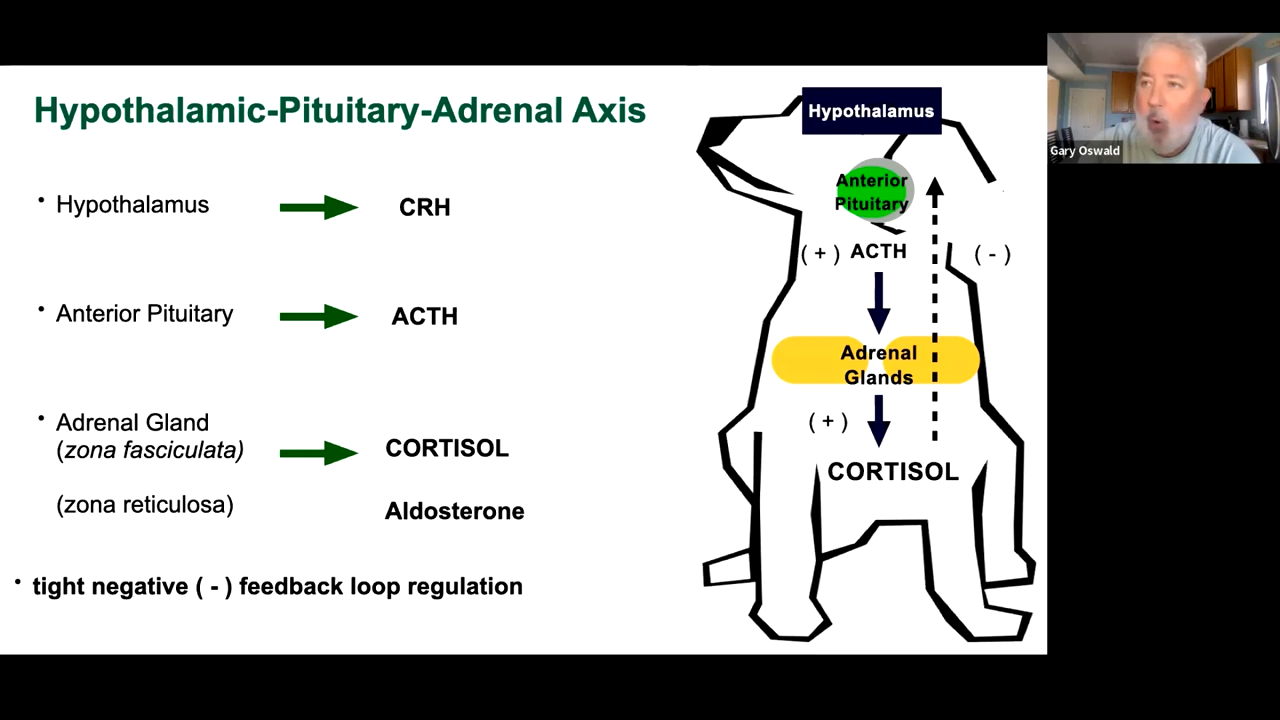 Hypothalamic-Pituitary-Adrenal Axis
• Hypothalamus
CRH
• Anterior Pituitary
ACTH
• Adrenal Gland
(zona fasciculata)
CORTISOL
(zona reticulosa)
Aldosterone
• tight negative ( - ) feedback loop regulation
Hypothalamus
Anterior
Pituitary
( + ) ACTH
( - )
Adrenal
Glands
( + )
CORTISOL
Gary Oswald